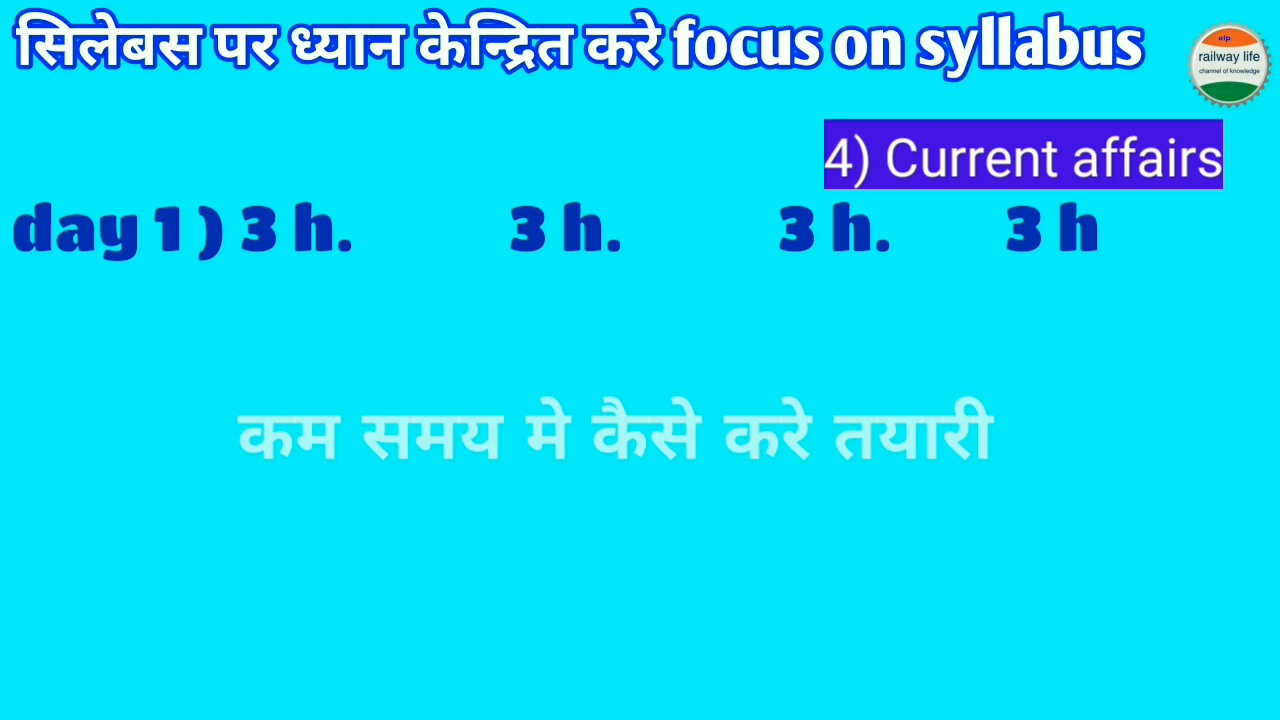 सिलेबस पर ध्यान केन्द्रित करे focus on syllabus
alp
railway life
channel of knowledge
4) Current affairs
day 1 ) 3 h. 3 h. 3 h. 3 h
कम समय मे कैसे करे तयारी